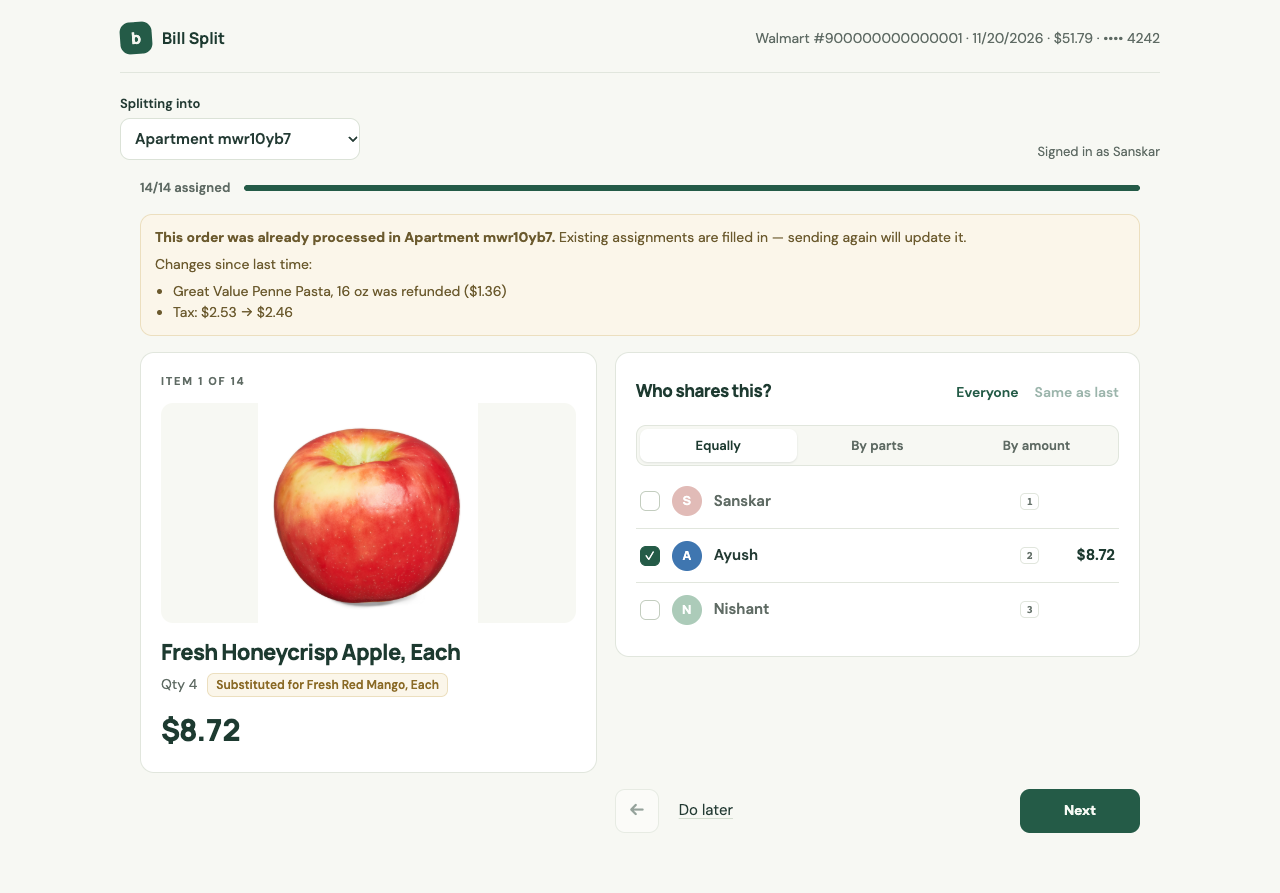 b Bill Split
Walmart #900000000000001 · 11/20/2026 · $51.79 · •••• 4242
Splitting into
Apartment mwr10yb7
Signed in as Sanskar
14/14 assigned
This order was already processed in Apartment mwr10yb7. Existing assignments are filled in — sending again will update it.
Changes since last time:
• Great Value Penne Pasta, 16 oz was refunded ($1.36)
• Tax: $2.53 → $2.46
ITEM 1 OF 14
Fresh Honeycrisp Apple, Each
Qty 4 Substituted for Fresh Red Mango, Each
$8.72
Who shares this? Everyone Same as last
Equally By parts By amount
S Sanskar 1
A Ayush 2 $8.72
N Nishant 3
← Do later Next